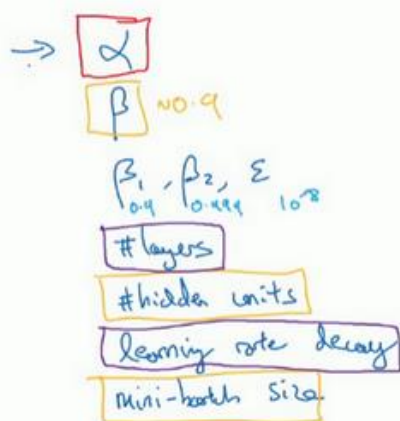 → α
β ~0.9
β₁, β₂, ε
0.9 0.999 10⁻⁸
#layers
#hidden units
learning rate decay
mini-batch size